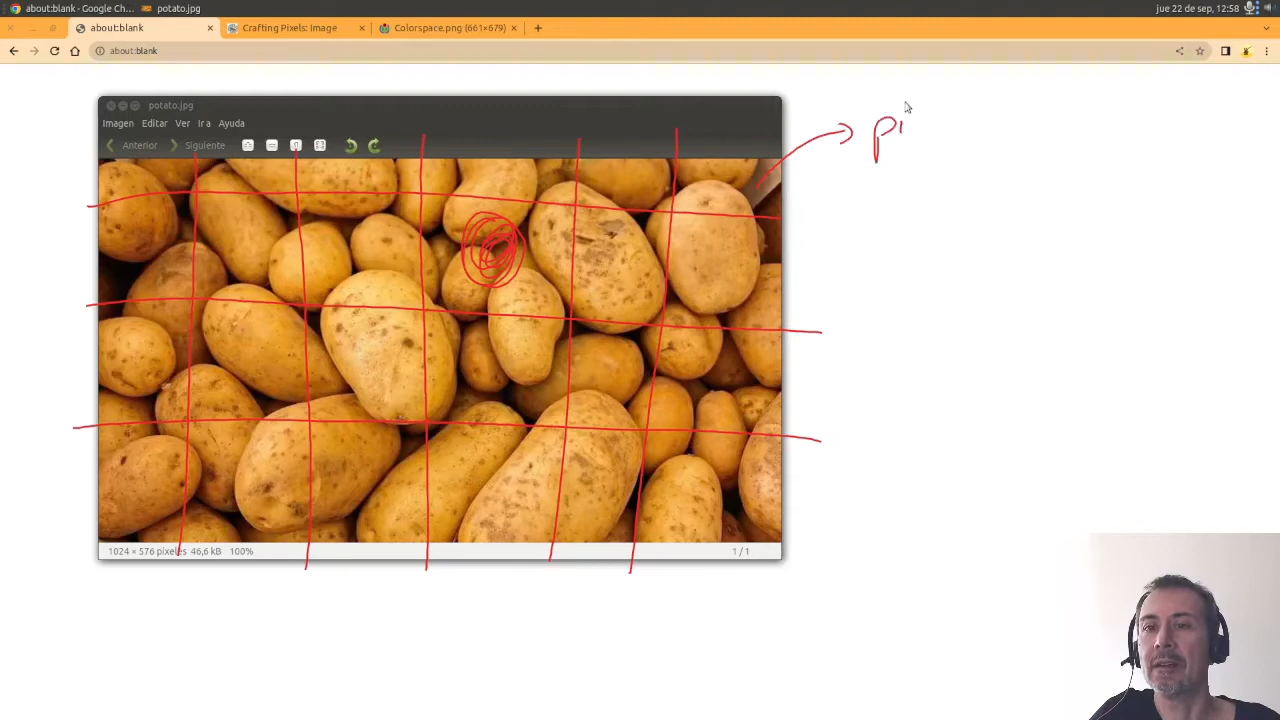 about:blank - Google Ch... potato.jpg jue 22 de sep, 12:58
about:blank Crafting Pixels: Image Colorspace.png (661×679)
about:blank
potato.jpg
Imagen Editar Ver Ir a Ayuda
Anterior Siguiente
pi
1024 × 576 píxeles 46,6 kB 100% 1 / 1